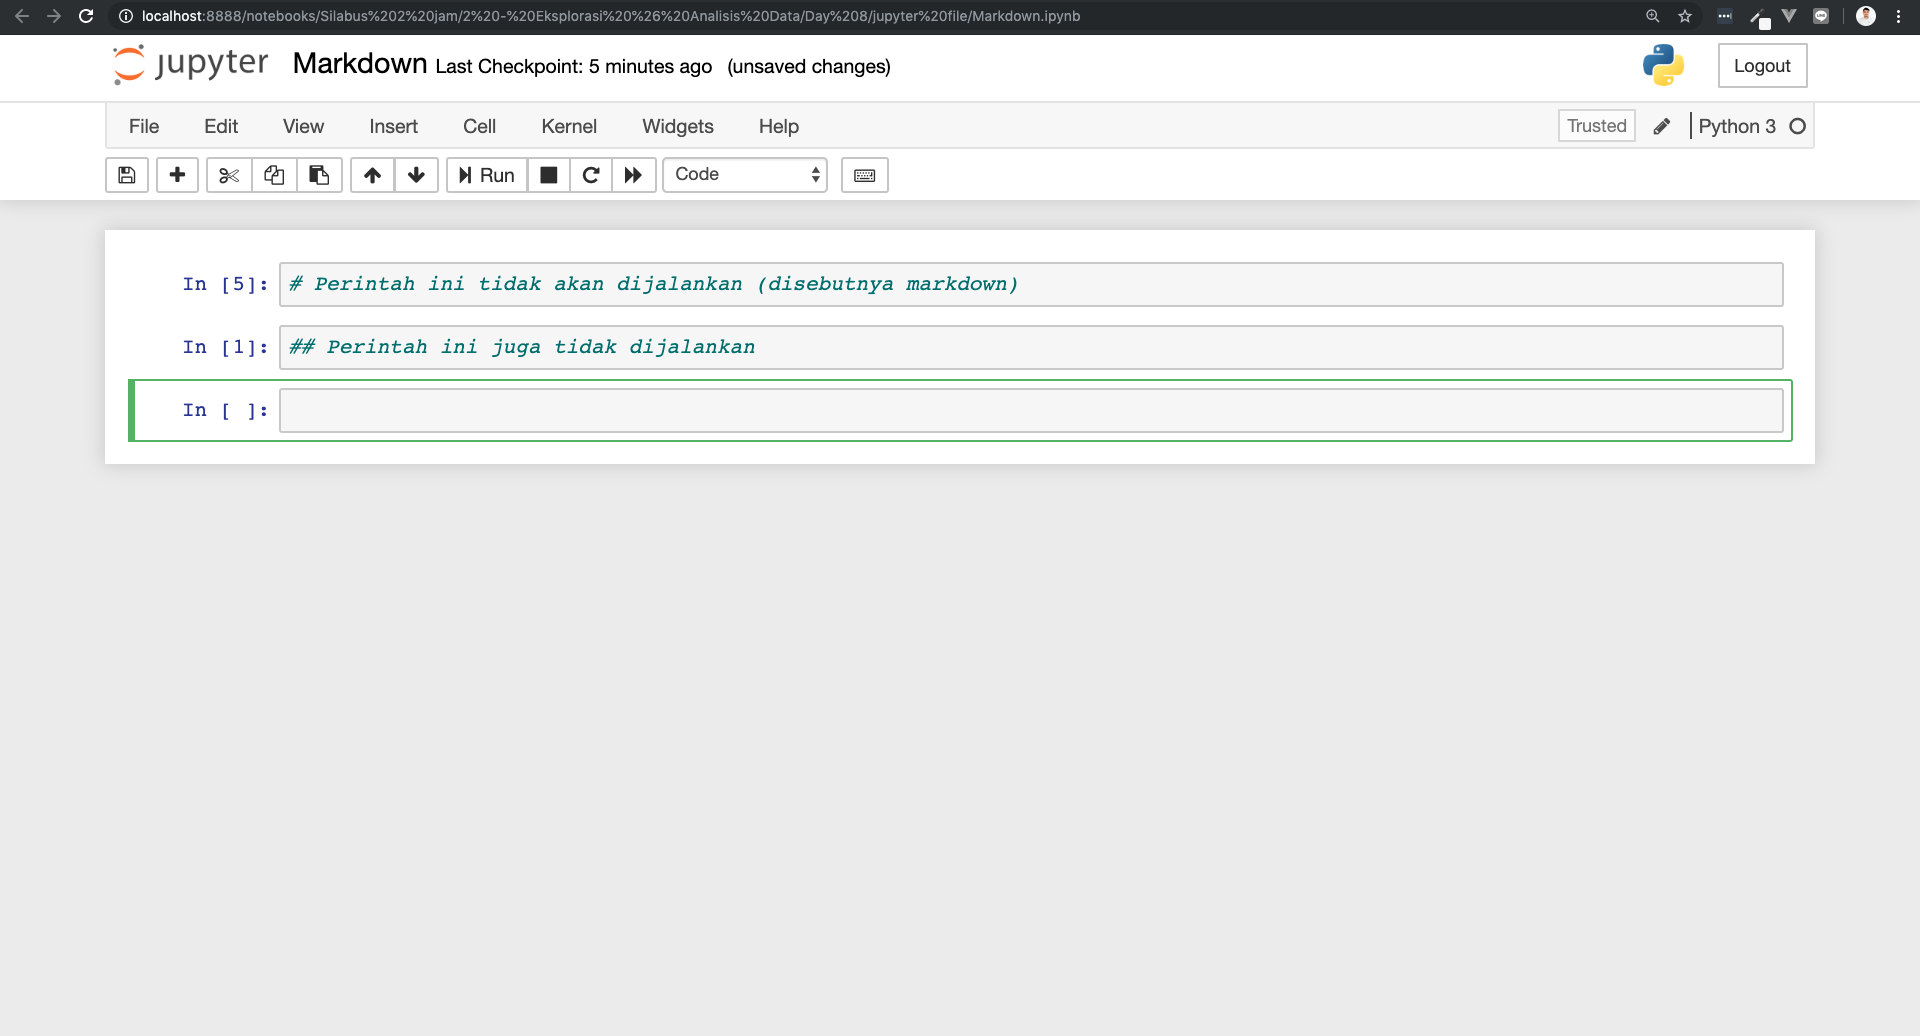 localhost:8888/notebooks/Silabus%202%20jam/2%20-%20Eksplorasi%20%26%20Analisis%20Data/Day%208/jupyter%20file/Markdown.ipynb
jupyter Markdown Last Checkpoint: 5 minutes ago (unsaved changes) Logout
File Edit View Insert Cell Kernel Widgets Help Trusted Python 3
Run Code
In [5]: # Perintah ini tidak akan dijalankan (disebutnya markdown)
In [1]: ## Perintah ini juga tidak dijalankan
In [ ]: